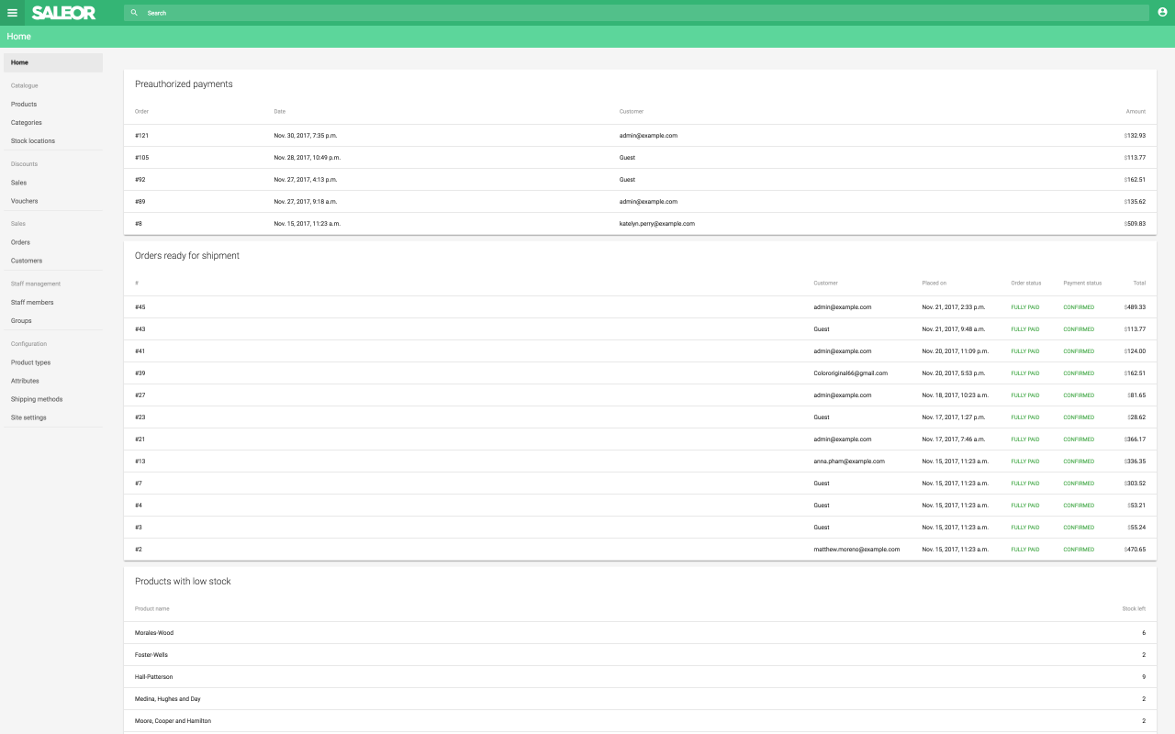 SALEOR
Search
Home
Home
Catalogue
Products
Categories
Stock locations
Discounts
Sales
Vouchers
Sales
Orders
Customers
Staff management
Staff members
Groups
Configuration
Product types
Attributes
Shipping methods
Site settings
Preauthorized payments
Order Date Customer Amount
#121 Nov. 30, 2017, 7:35 p.m. admin@example.com $132.93
#105 Nov. 28, 2017, 10:49 p.m. Guest $113.77
#92 Nov. 27, 2017, 4:13 p.m. Guest $162.51
#89 Nov. 27, 2017, 9:18 a.m. admin@example.com $135.62
#8 Nov. 15, 2017, 11:23 a.m. katelyn.perry@example.com $509.83
Orders ready for shipment
# Customer Placed on Order status Payment status Total
#45 admin@example.com Nov. 21, 2017, 2:33 p.m. FULLY PAID CONFIRMED $489.33
#43 Guest Nov. 21, 2017, 9:48 a.m. FULLY PAID CONFIRMED $113.77
#41 admin@example.com Nov. 20, 2017, 11:09 p.m. FULLY PAID CONFIRMED $124.00
#39 Colororiginal66@gmail.com Nov. 20, 2017, 5:53 p.m. FULLY PAID CONFIRMED $162.51
#27 admin@example.com Nov. 18, 2017, 10:23 a.m. FULLY PAID CONFIRMED $81.65
#23 Guest Nov. 17, 2017, 1:27 p.m. FULLY PAID CONFIRMED $28.62
#21 admin@example.com Nov. 17, 2017, 7:46 a.m. FULLY PAID CONFIRMED $366.17
#13 anna.pham@example.com Nov. 15, 2017, 11:23 a.m. FULLY PAID CONFIRMED $336.35
#7 Guest Nov. 15, 2017, 11:23 a.m. FULLY PAID CONFIRMED $303.52
#4 Guest Nov. 15, 2017, 11:23 a.m. FULLY PAID CONFIRMED $53.21
#3 Guest Nov. 15, 2017, 11:23 a.m. FULLY PAID CONFIRMED $55.24
#2 matthew.moreno@example.com Nov. 15, 2017, 11:23 a.m. FULLY PAID CONFIRMED $470.65
Products with low stock
Product name Stock left
Morales-Wood 6
Foster-Wells 2
Hall-Patterson 9
Medina, Hughes and Day 2
Moore, Cooper and Hamilton 2